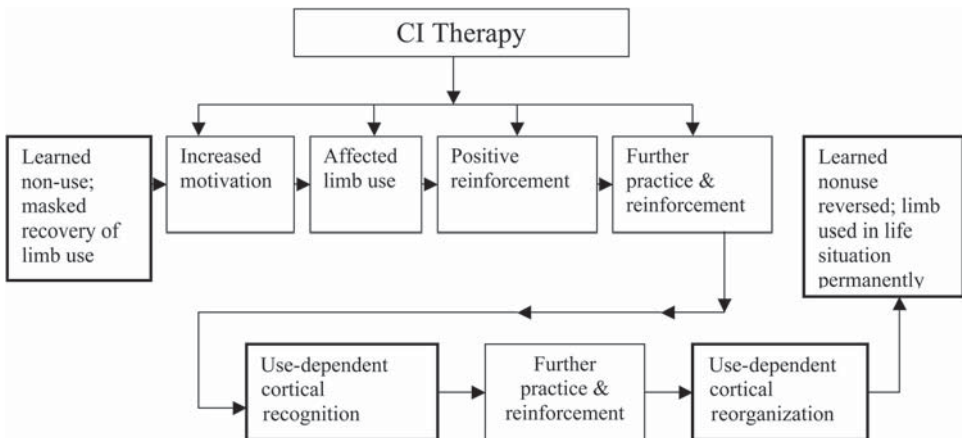 CI Therapy
Learned
non-use;
masked
recovery of
limb use
Increased
motivation
Affected
limb use
Positive
reinforcement
Further
practice &
reinforcement
Learned
nonuse
reversed; limb
used in life
situation
permanently
Use-dependent
cortical
recognition
Further
practice &
reinforcement
Use-dependent
cortical
reorganization